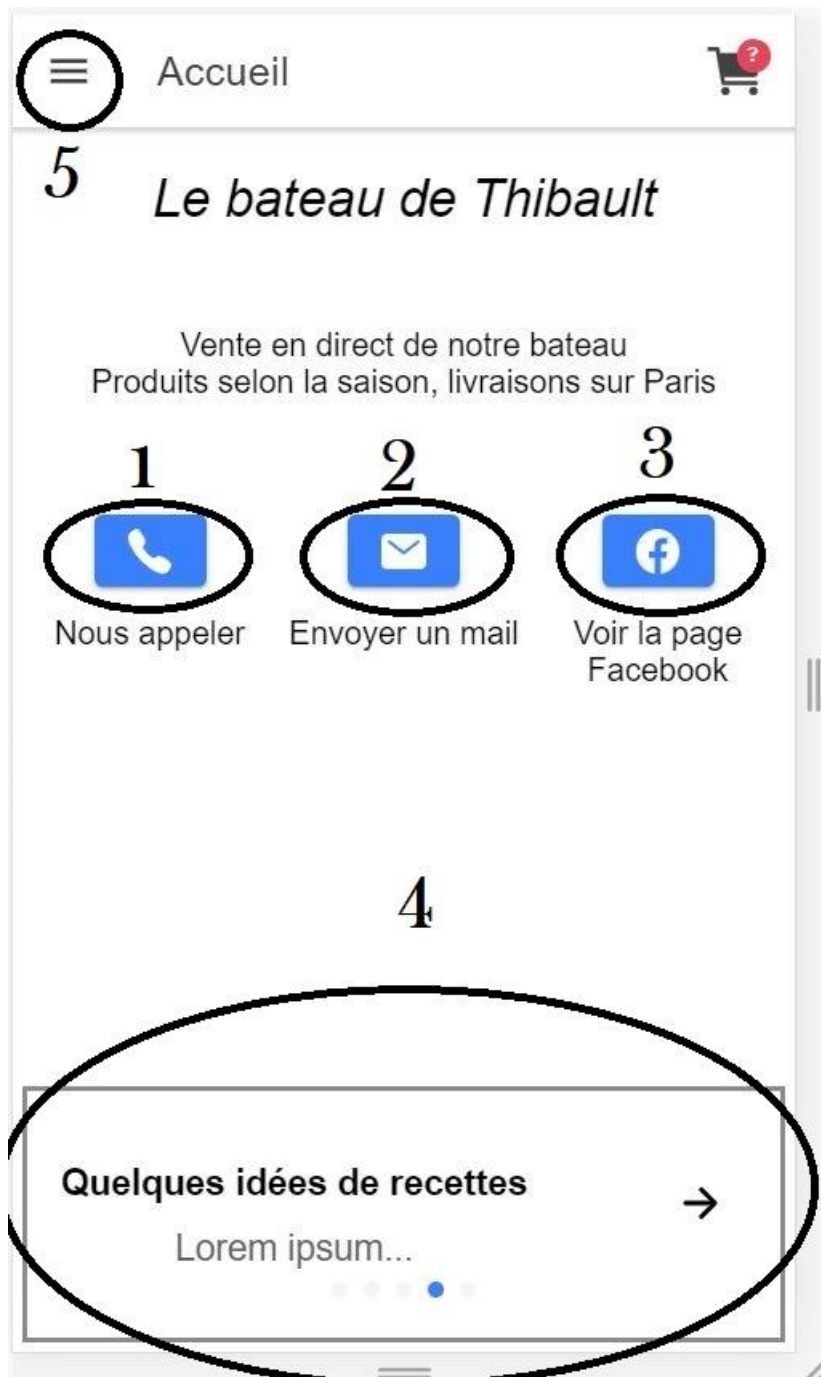 Accueil
?
5
Le bateau de Thibault
Vente en direct de notre bateau
Produits selon la saison, livraisons sur Paris
1
2
3
Nous appeler
Envoyer un mail
Voir la page
Facebook
4
Quelques idées de recettes
Lorem ipsum...